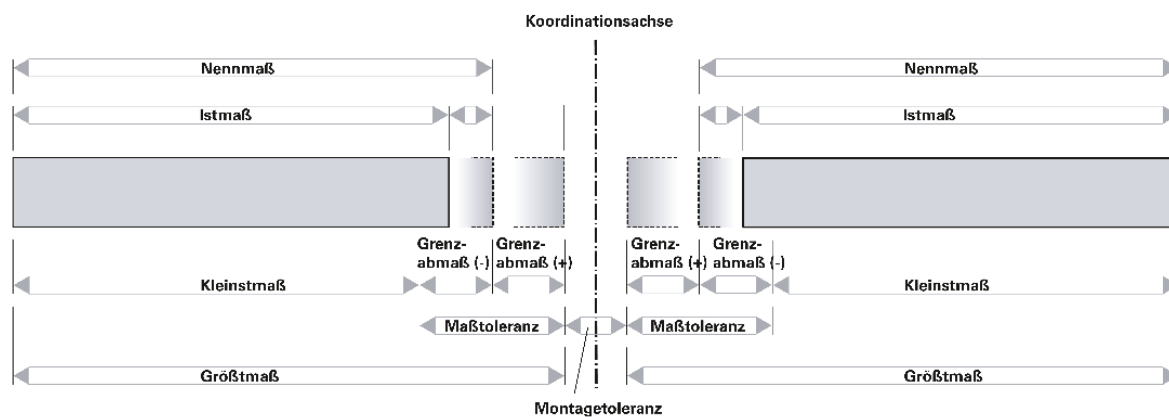 Koordinationsachse
Nennmaß
Nennmaß
Istmaß
Istmaß
Grenz-
abmaß (-)
Grenz-
abmaß (+)
Grenz-
abmaß (+)
Grenz-
abmaß (-)
Kleinstmaß
Kleinstmaß
Maßtoleranz
Maßtoleranz
Größtmaß
Größtmaß
Montagetoleranz